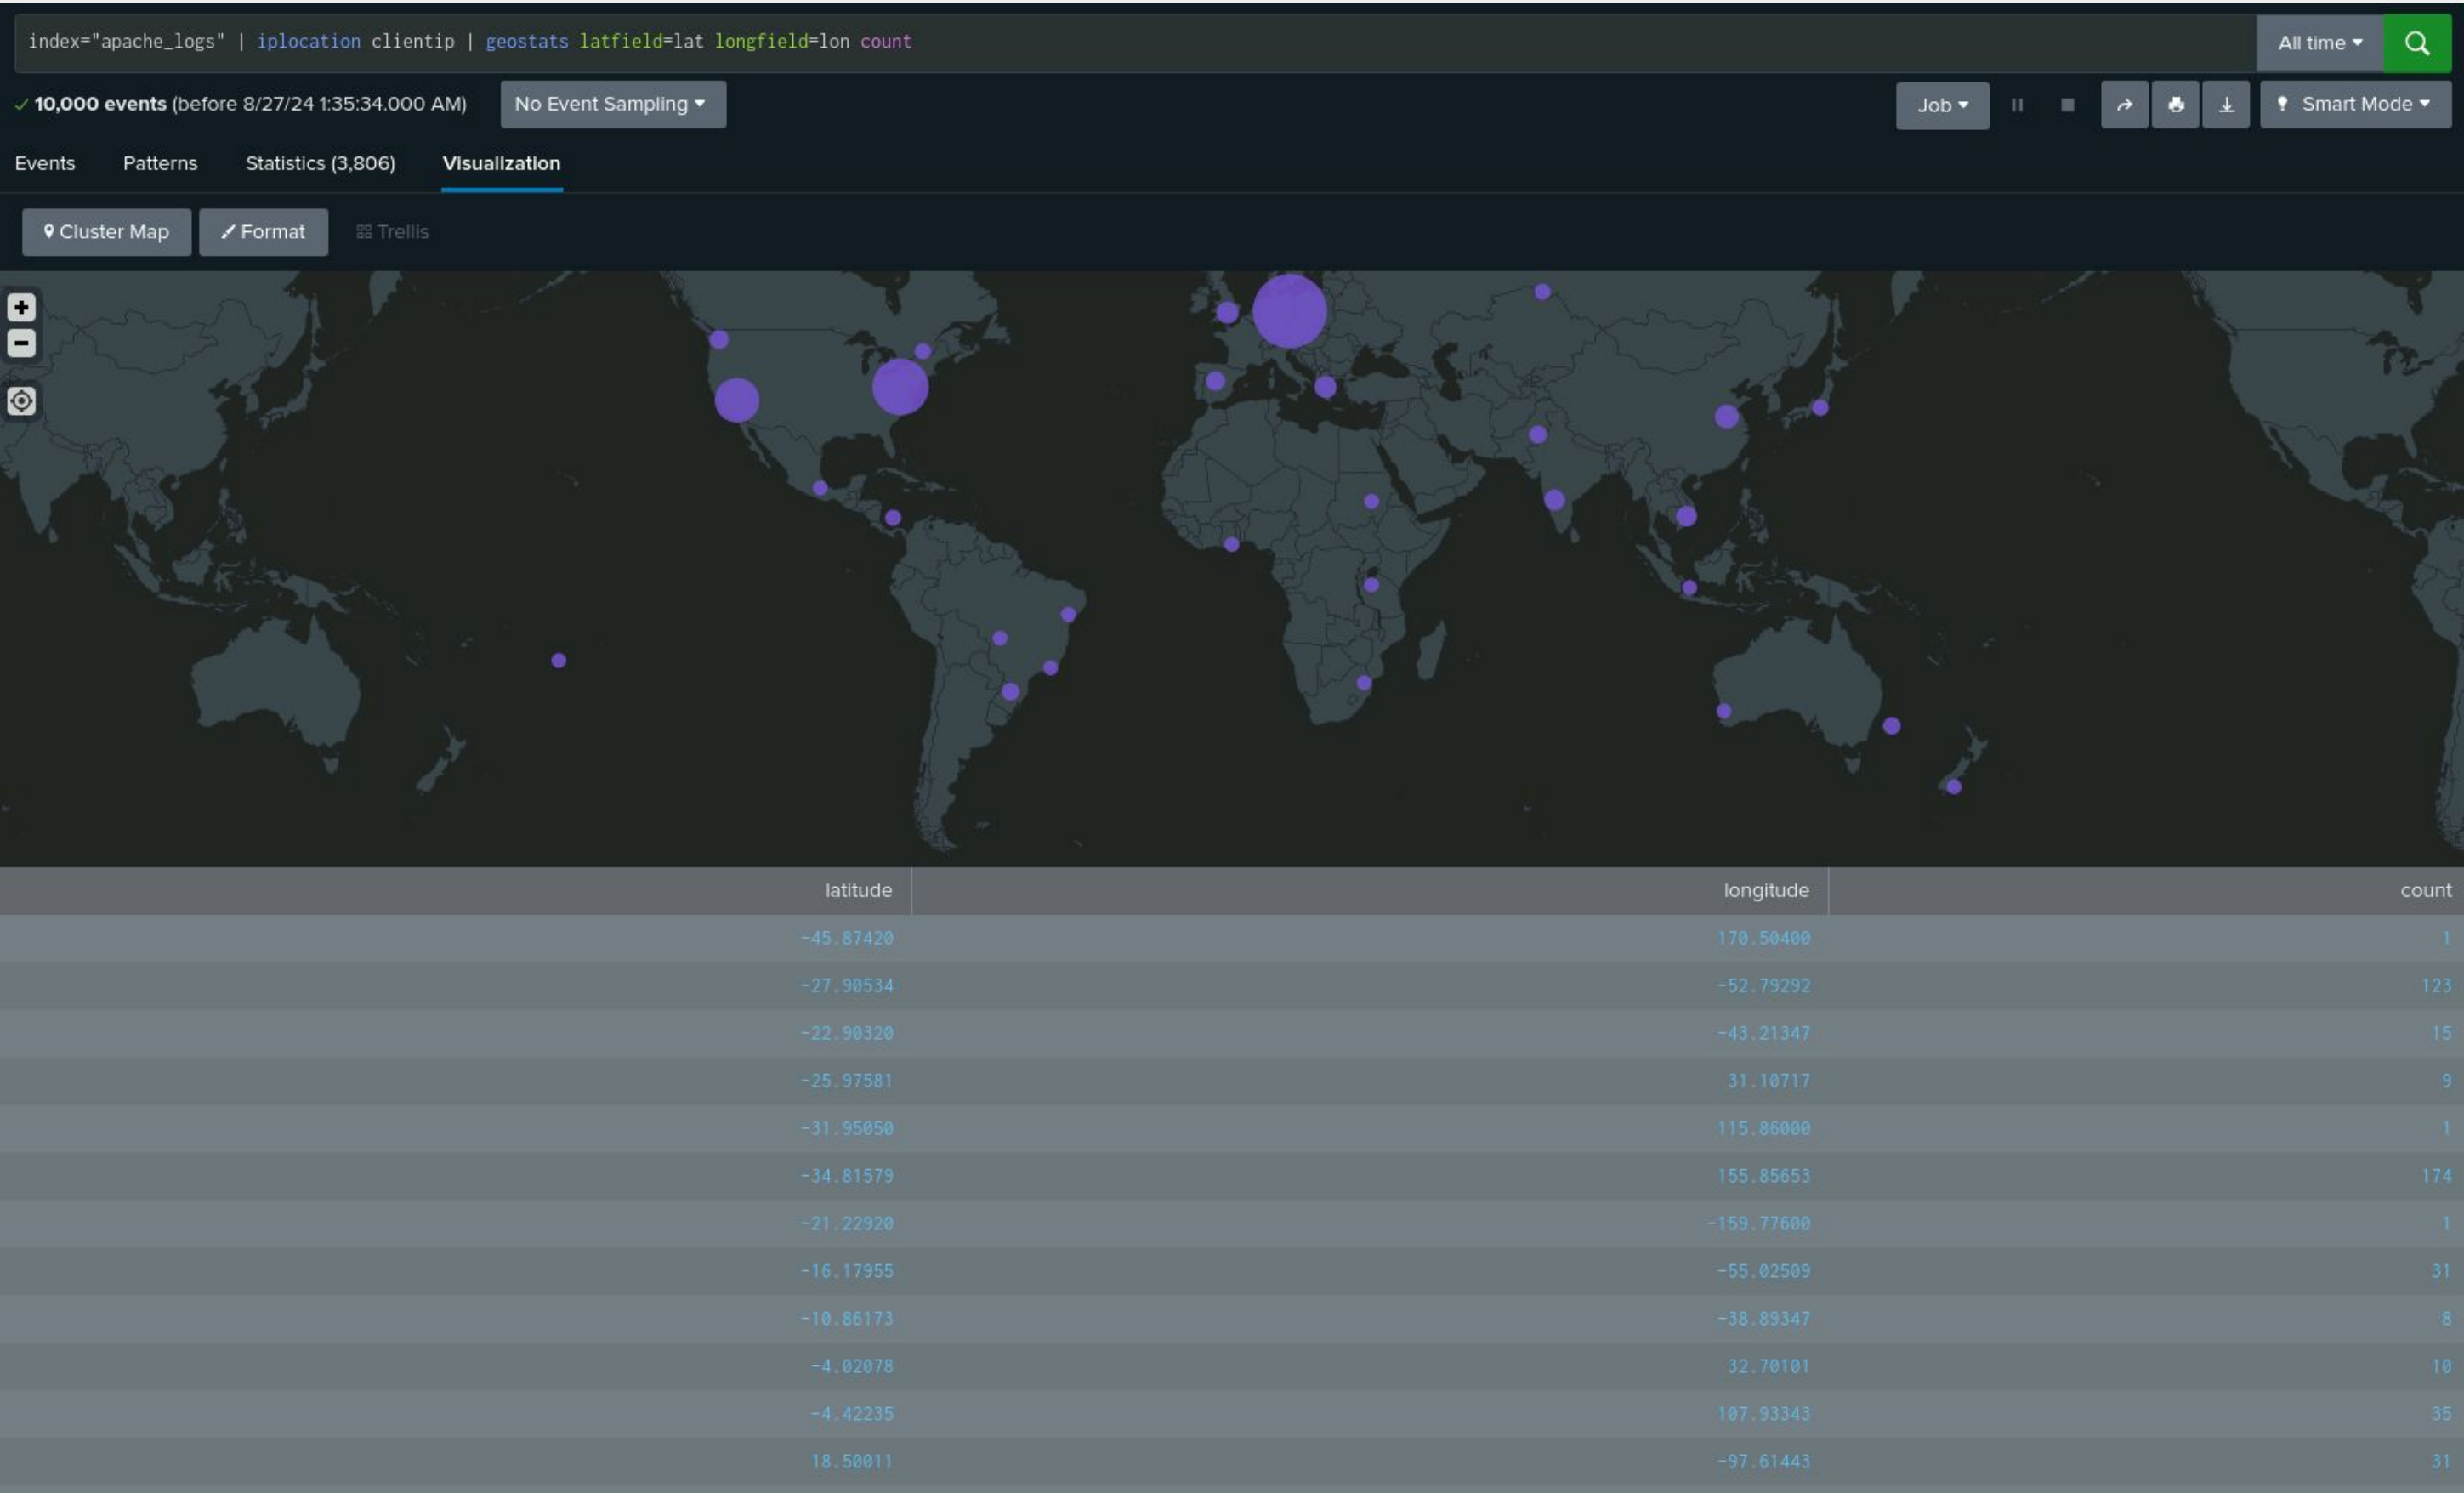 index="apache_logs" | iplocation clientip | geostats latfield=lat longfield=lon count
All time
10,000 events (before 8/27/24 1:35:34.000 AM)
No Event Sampling
Job
Smart Mode
Events Patterns Statistics (3,806) Visualization
Cluster Map Format Trellis
+
−
latitude longitude count
-45.87420 170.50400 1
-27.90534 -52.79292 123
-22.90320 -43.21347 15
-25.97581 31.10717 9
-31.95050 115.86000 1
-34.81579 155.85653 174
-21.22920 -159.77600 1
-16.17955 -55.02509 31
-10.86173 -38.89347 8
-4.02078 32.70101 10
-4.42235 107.93343 35
18.50011 -97.61443 31